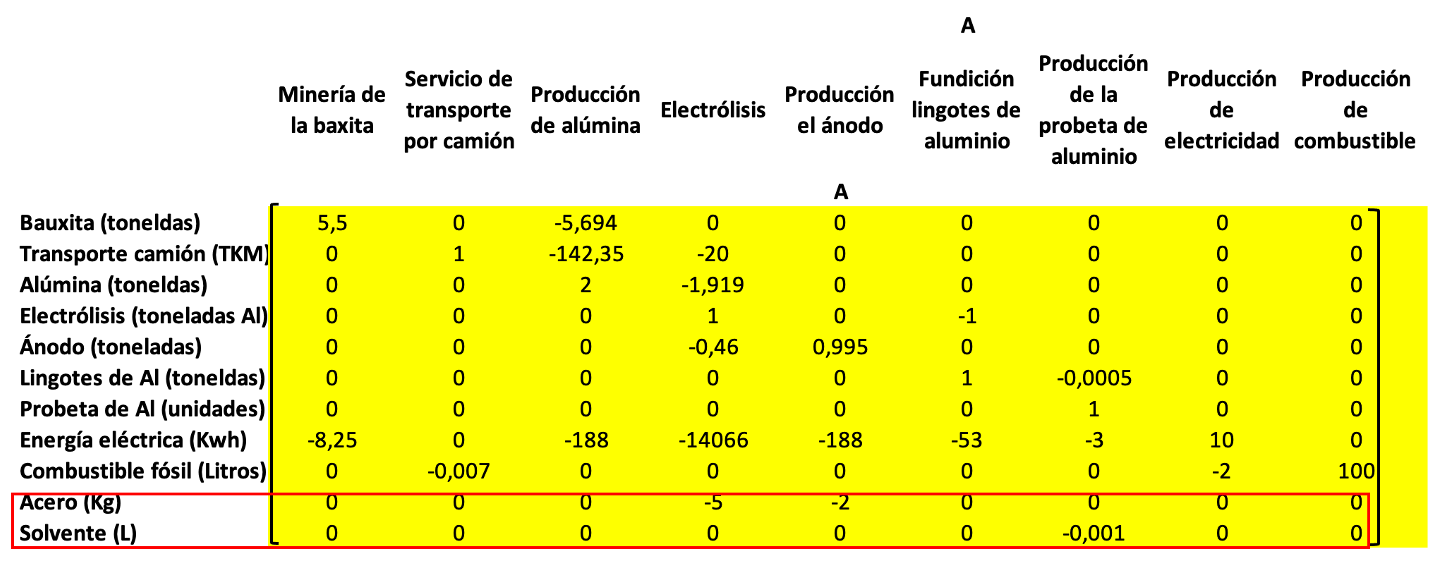 A
Minería de la baxita	Servicio de transporte por camión	Producción de alúmina	Electrólisis	Producción el ánodo	Fundición lingotes de aluminio	Producción de la probeta de aluminio	Producción de electricidad	Producción de combustible
A
Bauxita (toneldas)	5,5	0	-5,694	0	0	0	0	0	0
Transporte camión (TKM)	0	1	-142,35	-20	0	0	0	0	0
Alúmina (toneldas)	0	0	2	-1,919	0	0	0	0	0
Electrólisis (toneladas Al)	0	0	0	1	0	-1	0	0	0
Ánodo (toneladas)	0	0	0	-0,46	0,995	0	0	0	0
Lingotes de Al (toneldas)	0	0	0	0	0	1	-0,0005	0	0
Probeta de Al (unidades)	0	0	0	0	0	0	1	0	0
Energía eléctrica (Kwh)	-8,25	0	-188	-14066	-188	-53	-3	10	0
Combustible fósil (Litros)	0	-0,007	0	0	0	0	0	-2	100
Acero (Kg)	0	0	0	-5	-2	0	0	0	0
Solvente (L)	0	0	0	0	0	0	-0,001	0	0